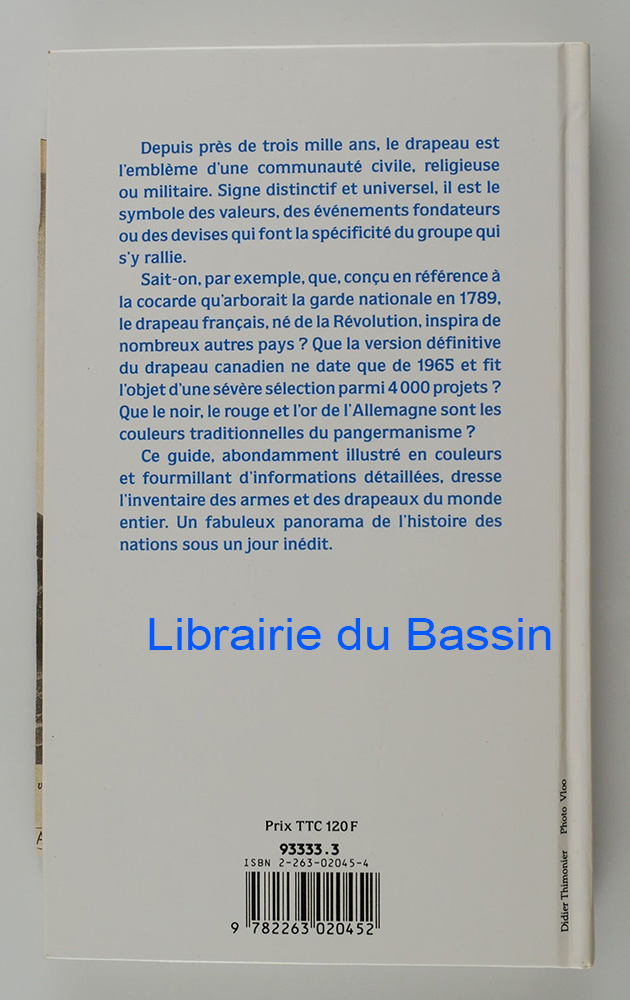 Depuis près de trois mille ans, le drapeau est
l'emblème d'une communauté civile, religieuse
ou militaire. Signe distinctif et universel, il est le
symbole des valeurs, des événements fondateurs
ou des devises qui font la spécificité du groupe qui
s'y rallie.
Sait-on, par exemple, que, conçu en référence à
la cocarde qu'arborait la garde nationale en 1789,
le drapeau français, né de la Révolution, inspira de
nombreux autres pays ? Que la version définitive
du drapeau canadien ne date que de 1965 et fit
l'objet d'une sévère sélection parmi 4 000 projets ?
Que le noir, le rouge et l'or de l'Allemagne sont les
couleurs traditionnelles du pangermanisme ?
Ce guide, abondamment illustré en couleurs
et fourmillant d'informations détaillées, dresse
l'inventaire des armes et des drapeaux du monde
entier. Un fabuleux panorama de l'histoire des
nations sous un jour inédit.
Librairie du Bassin
Prix TTC 120 F
93333.3
ISBN 2-263-02045-4
9 782263 020452
Didier Thimonier Photo Vloo